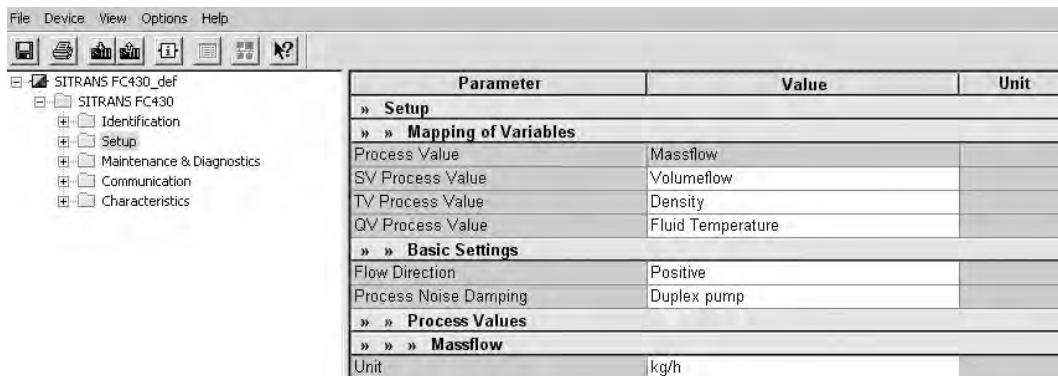 File Device View Options Help
SITRANS FC430_def
SITRANS FC430
Identification
Setup
Maintenance & Diagnostics
Communication
Characteristics
Parameter Value Unit
» Setup
» » Mapping of Variables
Process Value Massflow
SV Process Value Volumeflow
TV Process Value Density
QV Process Value Fluid Temperature
» » Basic Settings
Flow Direction Positive
Process Noise Damping Duplex pump
» » Process Values
» » » Massflow
Unit kg/h